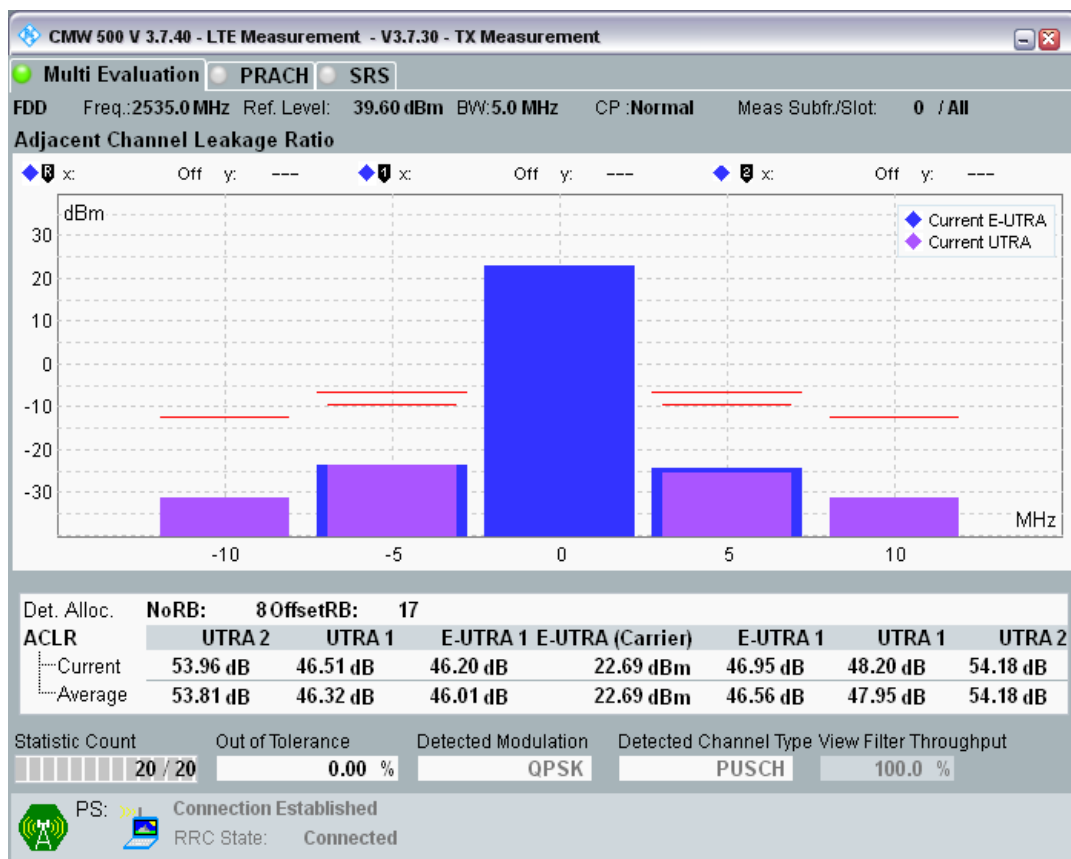 CMW 500 V 3.7.40 - LTE Measurement - V3.7.30 - TX Measurement
Multi Evaluation PRACH SRS
FDD Freq.:2535.0 MHz Ref. Level: 39.60 dBm BW:5.0 MHz CP :Normal Meas Subfr./Slot: 0 / All
Adjacent Channel Leakage Ratio
R x: Off y: --- 1 x: Off y: --- 2 x: Off y: ---
dBm
Current E-UTRA
Current UTRA
30
20
10
0
-10
-20
-30
MHz
-10 -5 0 5 10
Det. Alloc. NoRB: 8 OffsetRB: 17
ACLR UTRA 2 UTRA 1 E-UTRA 1 E-UTRA (Carrier) E-UTRA 1 UTRA 1 UTRA 2
Current 53.96 dB 46.51 dB 46.20 dB 22.69 dBm 46.95 dB 48.20 dB 54.18 dB
Average 53.81 dB 46.32 dB 46.01 dB 22.69 dBm 46.56 dB 47.95 dB 54.18 dB
Statistic Count Out of Tolerance Detected Modulation Detected Channel Type View Filter Throughput
20 / 20 0.00 % QPSK PUSCH 100.0 %
PS: Connection Established
RRC State: Connected